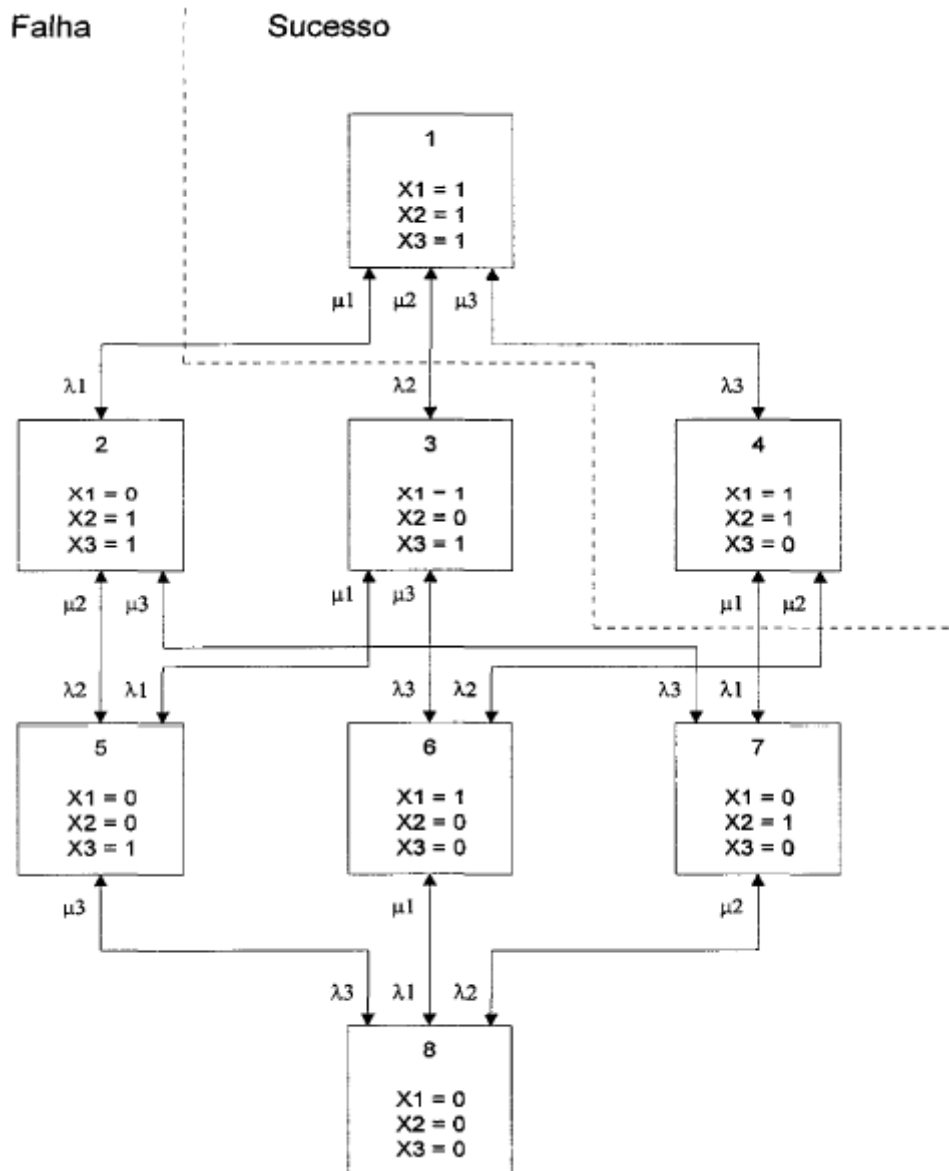 Falha Sucesso
1
X1 = 1
X2 = 1
X3 = 1
μ1 μ2 μ3
λ1 λ2 λ3
2 3 4
X1 = 0 X1 = 1 X1 = 1
X2 = 1 X2 = 0 X2 = 1
X3 = 1 X3 = 1 X3 = 0
μ2 μ3 μ1 μ3 μ1 μ2
λ2 λ1 λ3 λ2 λ3 λ1
5 6 7
X1 = 0 X1 = 1 X1 = 0
X2 = 0 X2 = 0 X2 = 1
X3 = 1 X3 = 0 X3 = 0
μ3 μ1 μ2
λ3 λ1 λ2
8
X1 = 0
X2 = 0
X3 = 0